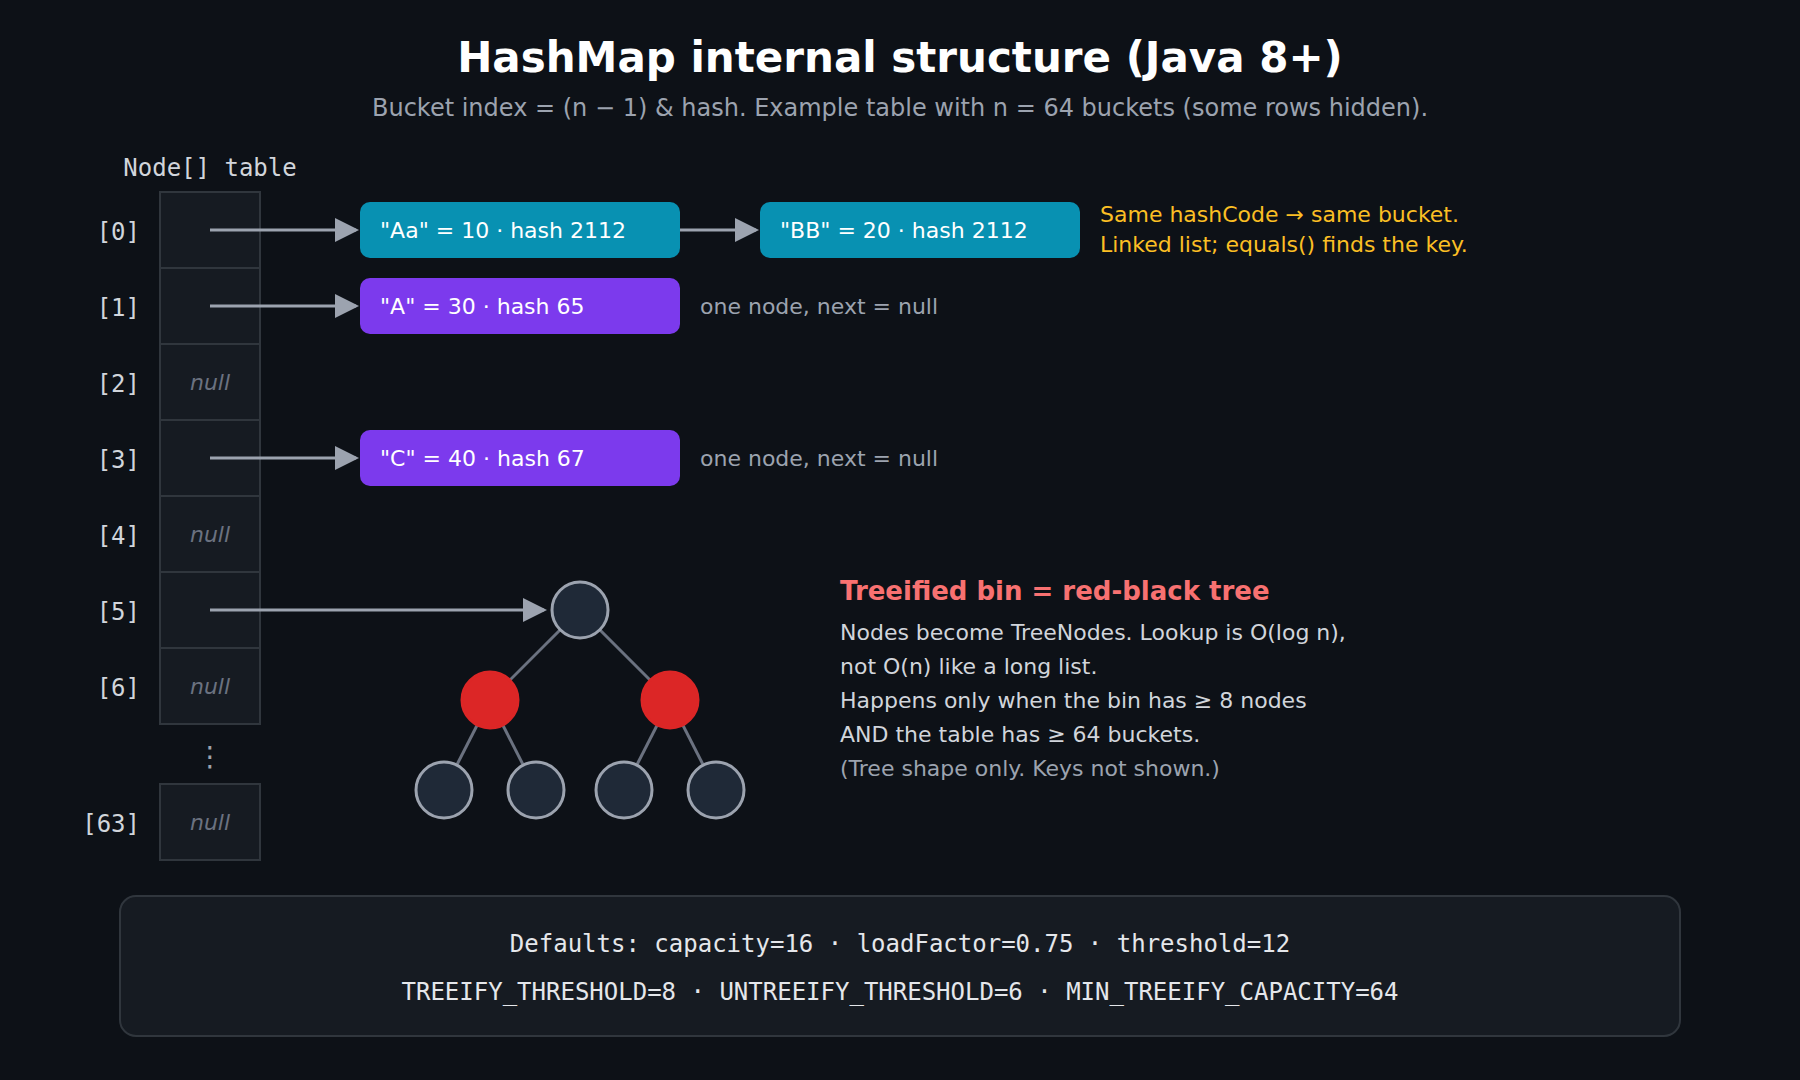 HashMap internal structure (Java 8+)
Bucket index = (n − 1) & hash. Example table with n = 64 buckets (some rows hidden).
Node[] table
[0]
"Aa" = 10 · hash 2112
"BB" = 20 · hash 2112
Same hashCode → same bucket.
Linked list; equals() finds the key.
[1]
"A" = 30 · hash 65
one node, next = null
[2]
null
[3]
"C" = 40 · hash 67
one node, next = null
[4]
null
[5]
Treeified bin = red-black tree
Nodes become TreeNodes. Lookup is O(log n),
not O(n) like a long list.
Happens only when the bin has ≥ 8 nodes
AND the table has ≥ 64 buckets.
(Tree shape only. Keys not shown.)
[6]
null
⋮
[63]
null
Defaults: capacity=16 · loadFactor=0.75 · threshold=12
TREEIFY_THRESHOLD=8 · UNTREEIFY_THRESHOLD=6 · MIN_TREEIFY_CAPACITY=64